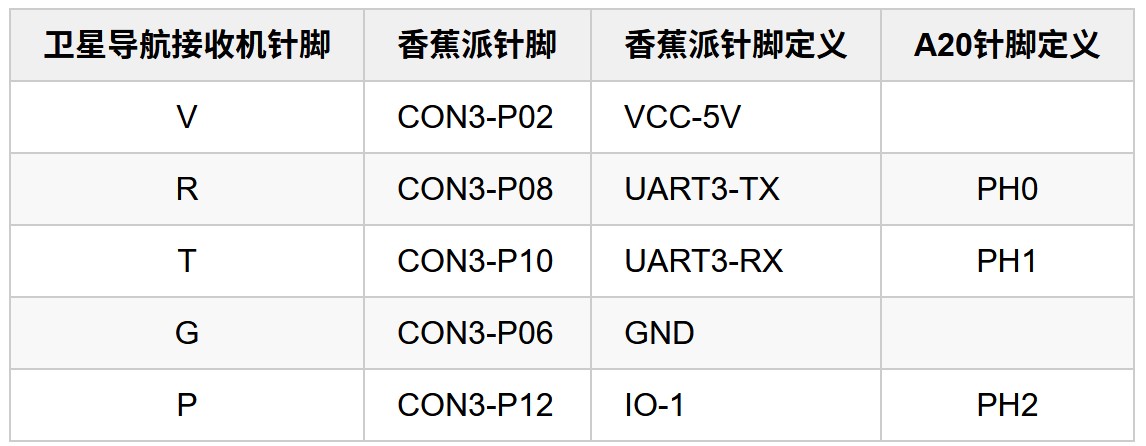 卫星导航接收机针脚 香蕉派针脚 香蕉派针脚定义 A20针脚定义
V CON3-P02 VCC-5V
R CON3-P08 UART3-TX PH0
T CON3-P10 UART3-RX PH1
G CON3-P06 GND
P CON3-P12 IO-1 PH2